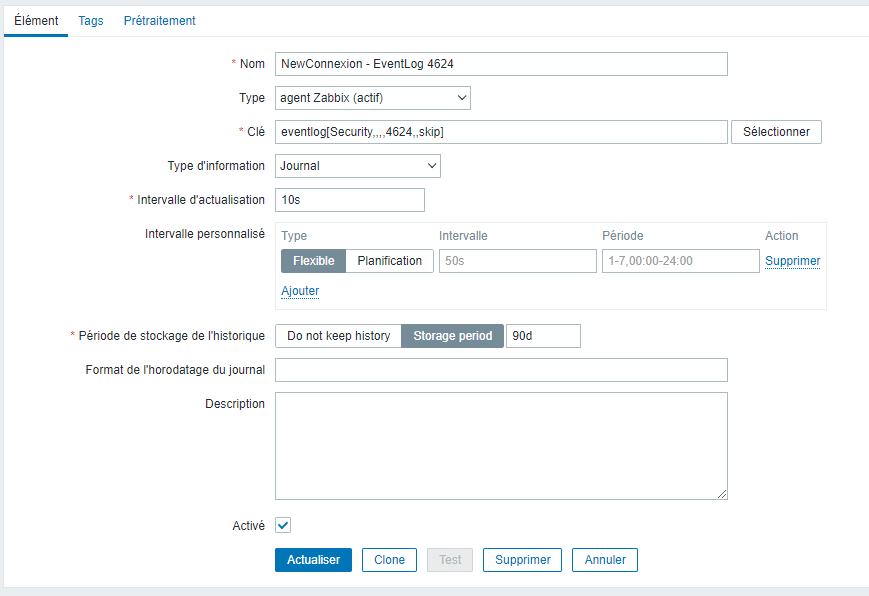 Élément Tags Prétraitement
* Nom NewConnexion - EventLog 4624
Type agent Zabbix (actif)
* Clé eventlog[Security,,,,4624,,skip] Sélectionner
Type d'information Journal
* Intervalle d'actualisation 10s
Intervalle personnalisé Type Intervalle Période Action
Flexible Planification 50s 1-7,00:00-24:00 Supprimer
Ajouter
* Période de stockage de l'historique Do not keep history Storage period 90d
Format de l'horodatage du journal
Description
Activé
Actualiser Clone Test Supprimer Annuler